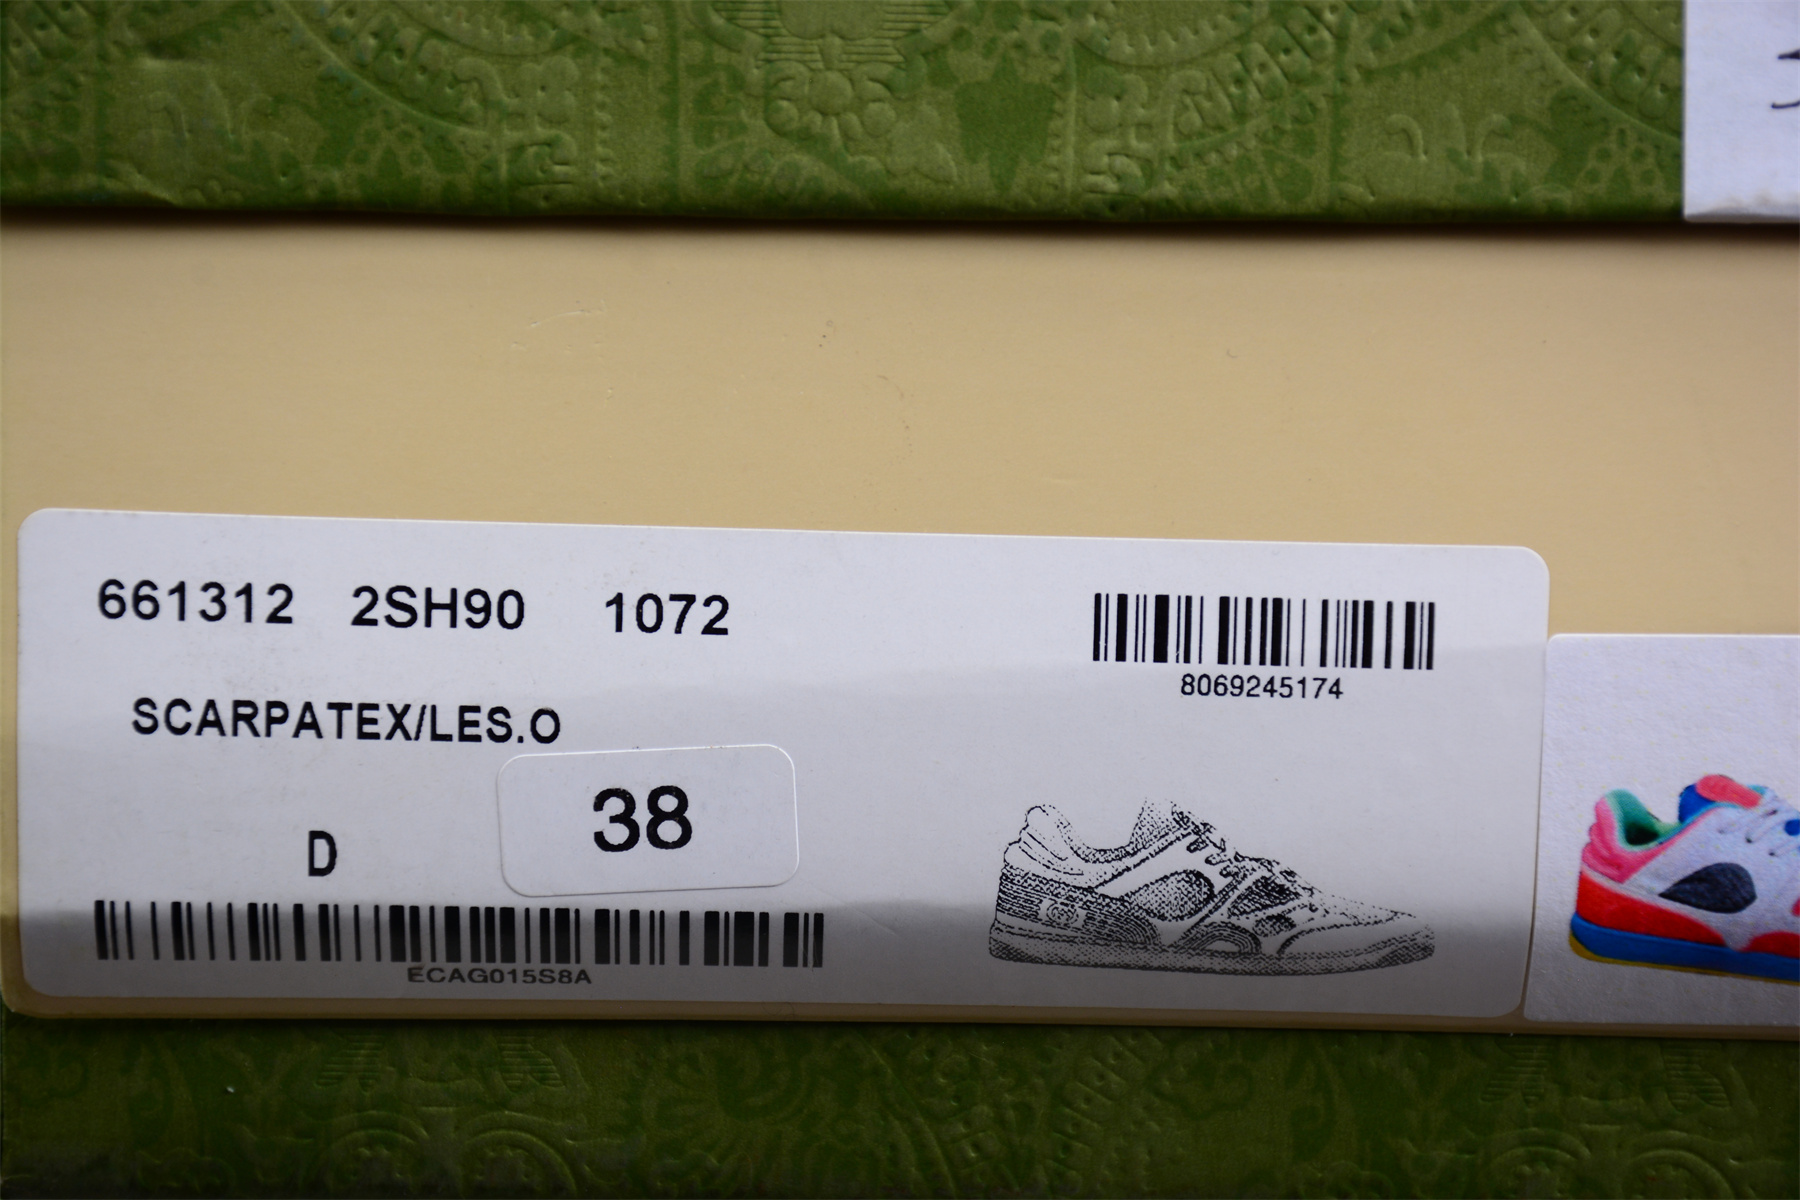 661312 2SH90 1072
8069245174
SCARPATEX/LES.O
D 38
ECAG015S8A